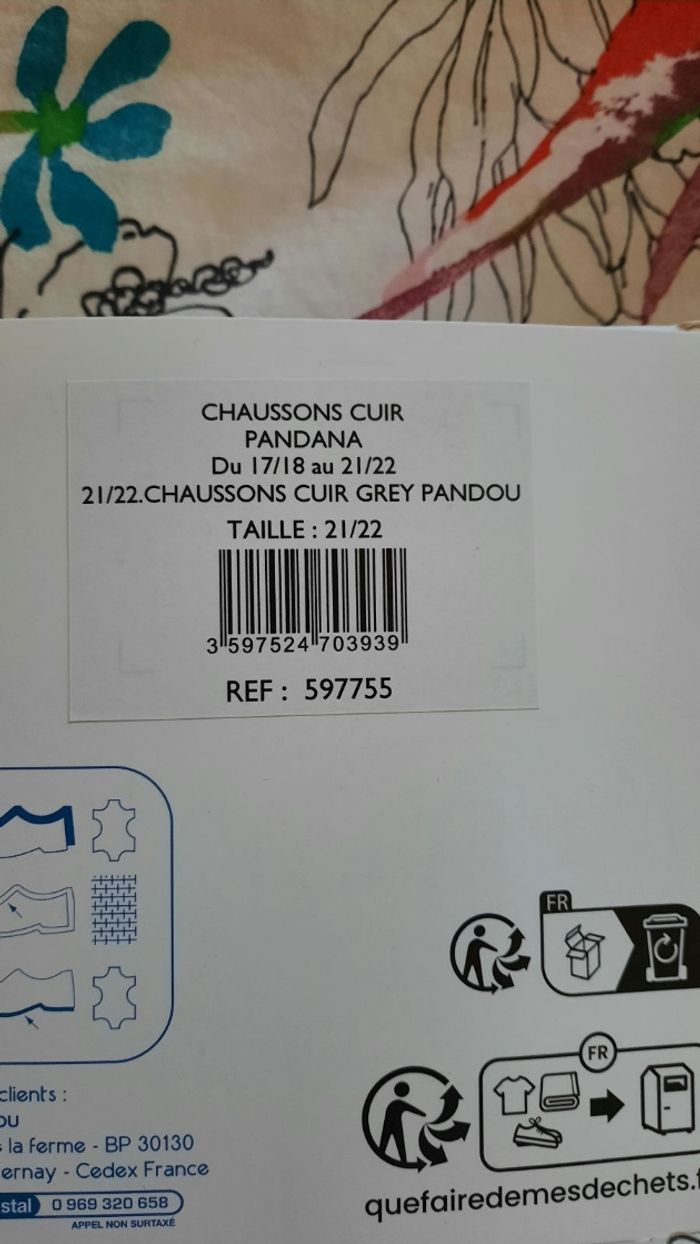 CHAUSSONS CUIR
PANDANA
Du 17/18 au 21/22
21/22.CHAUSSONS CUIR GREY PANDOU
TAILLE : 21/22
3 597524 703939
REF : 597755
FR
FR
clients :
la ferme - BP 30130
ernay - Cedex France
stal 0 969 320 658
APPEL NON SURTAXÉ
quefairedemesdechets.f